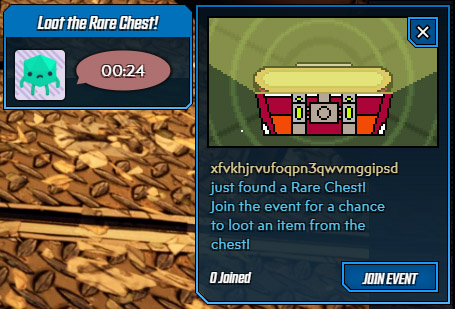 Loot the Rare Chest!
00:24
xfvkhjrvufoqpn3qwvmggipsd
just found a Rare Chest!
Join the event for a chance
to loot an item from the
chest!
0 Joined
JOIN EVENT